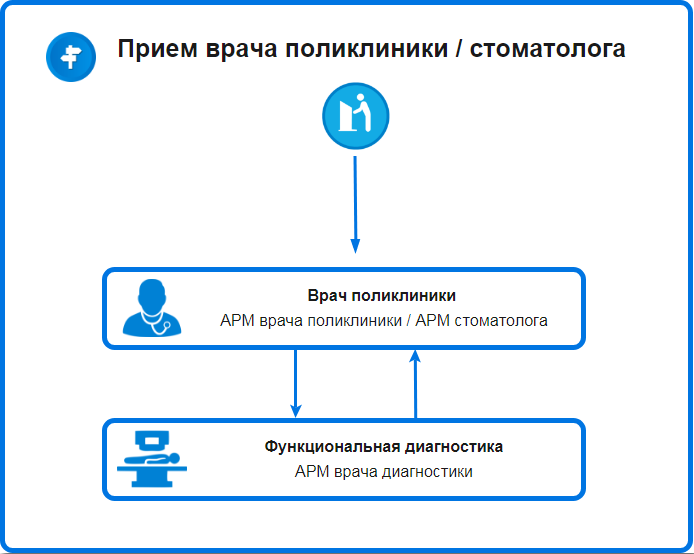 Прием врача поликлиники / стоматолога
Врач поликлиники
АРМ врача поликлиники / АРМ стоматолога
Функциональная диагностика
АРМ врача диагностики